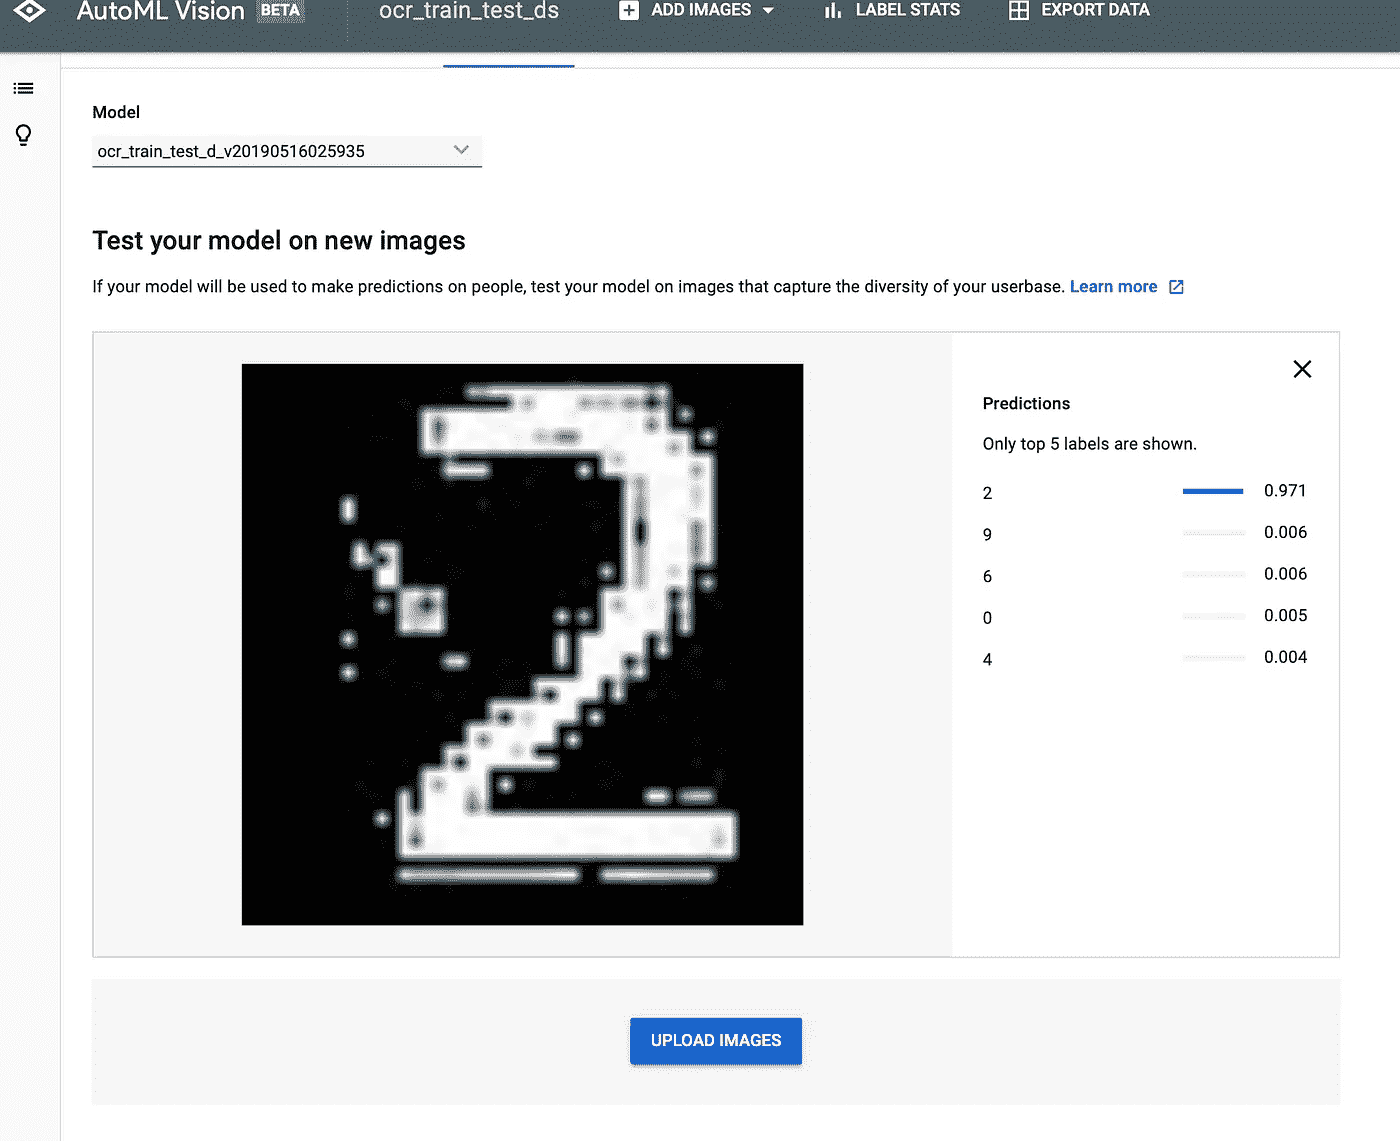 AutoML Vision BETA ocr_train_test_ds ADD IMAGES LABEL STATS EXPORT DATA
Model
ocr_train_test_d_v20190516025935
Test your model on new images
If your model will be used to make predictions on people, test your model on images that capture the diversity of your userbase. Learn more
2
Predictions
Only top 5 labels are shown.
2 0.971
9 0.006
6 0.006
0 0.005
4 0.004
UPLOAD IMAGES